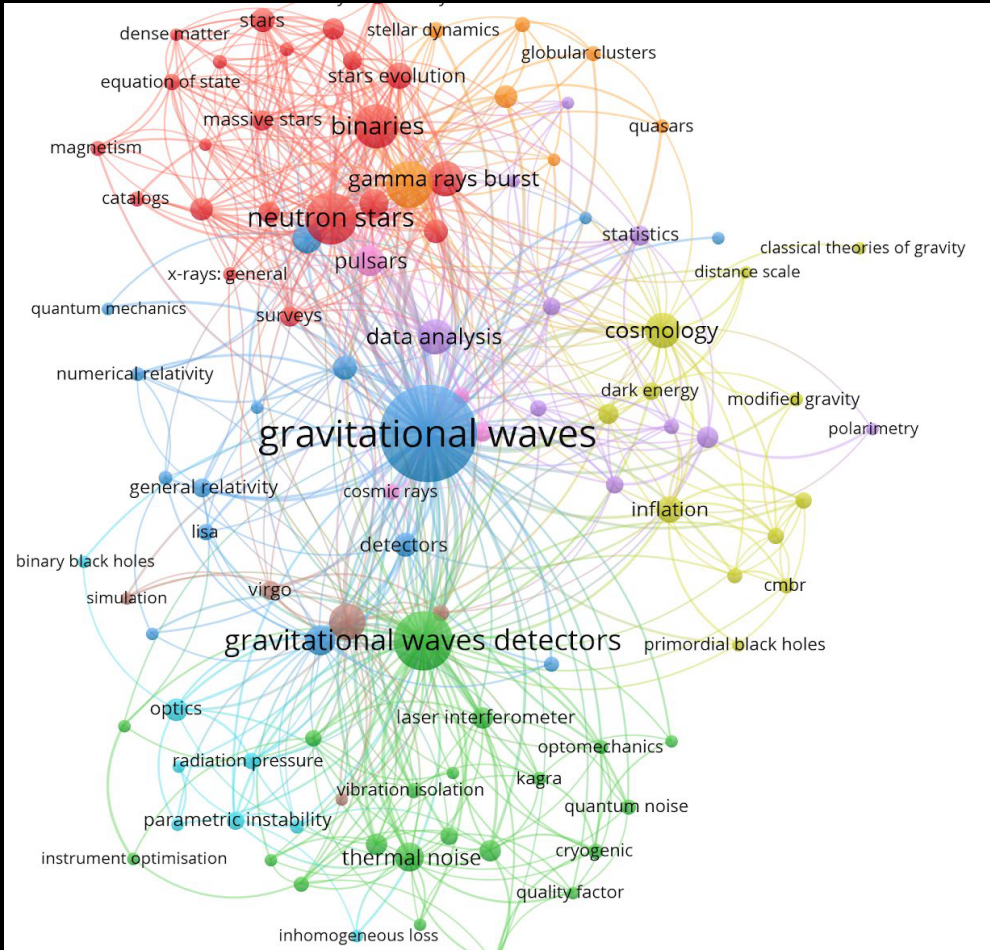 stars
dense matter
stellar dynamics
globular clusters
stars evolution
equation of state
massive stars
binaries
quasars
magnetism
gamma rays burst
catalogs
neutron stars
statistics
classical theories of gravity
pulsars
distance scale
x-rays: general
quantum mechanics
surveys
cosmology
data analysis
numerical relativity
dark energy
modified gravity
polarimetry
gravitational waves
general relativity
cosmic rays
inflation
lisa
detectors
binary black holes
cmbr
virgo
simulation
gravitational waves detectors
primordial black holes
optics
laser interferometer
optomechanics
radiation pressure
kagra
vibration isolation
quantum noise
parametric instability
cryogenic
thermal noise
instrument optimisation
quality factor
inhomogeneous loss